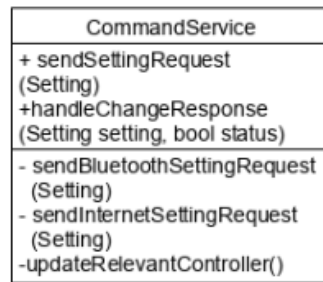 CommandService
+ sendSettingRequest
(Setting)
+handleChangeResponse
(Setting setting, bool status)
- sendBluetoothSettingRequest
(Setting)
- sendInternetSettingRequest
(Setting)
-updateRelevantController()